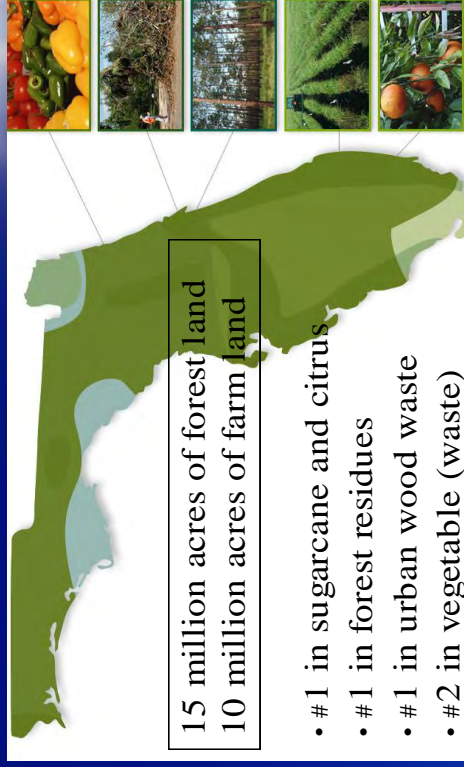 15 million acres of forest land
10 million acres of farm land
• #1 in sugarcane and citrus
• #1 in forest residues
• #1 in urban wood waste
• #2 in vegetable (waste)